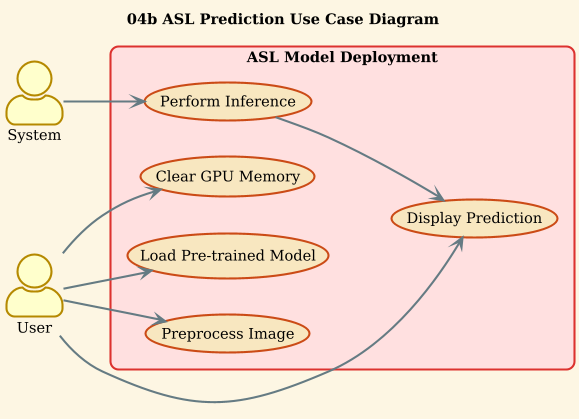 04b ASL Prediction Use Case Diagram
ASL Model Deployment
Perform Inference
System
Clear GPU Memory
Display Prediction
Load Pre-trained Model
User
Preprocess Image